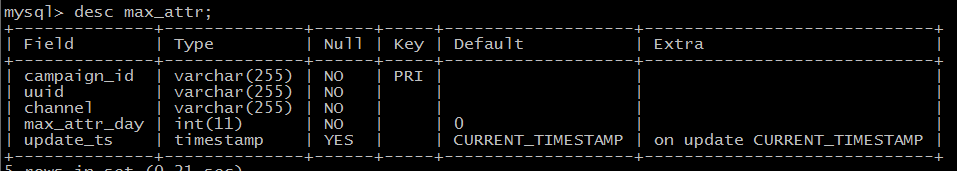 mysql> desc max_attr;
+--------------+--------------+------+-----+-------------------+-----------------------------+
| Field        | Type         | Null | Key | Default           | Extra                       |
+--------------+--------------+------+-----+-------------------+-----------------------------+
| campaign_id  | varchar(255) | NO   | PRI |                   |                             |
| uuid         | varchar(255) | NO   |     |                   |                             |
| channel      | varchar(255) | NO   |     |                   |                             |
| max_attr_day | int(11)      | NO   |     | 0                 |                             |
| update_ts    | timestamp    | YES  |     | CURRENT_TIMESTAMP | on update CURRENT_TIMESTAMP |
+--------------+--------------+------+-----+-------------------+-----------------------------+
5 rows in set (0.21 sec)